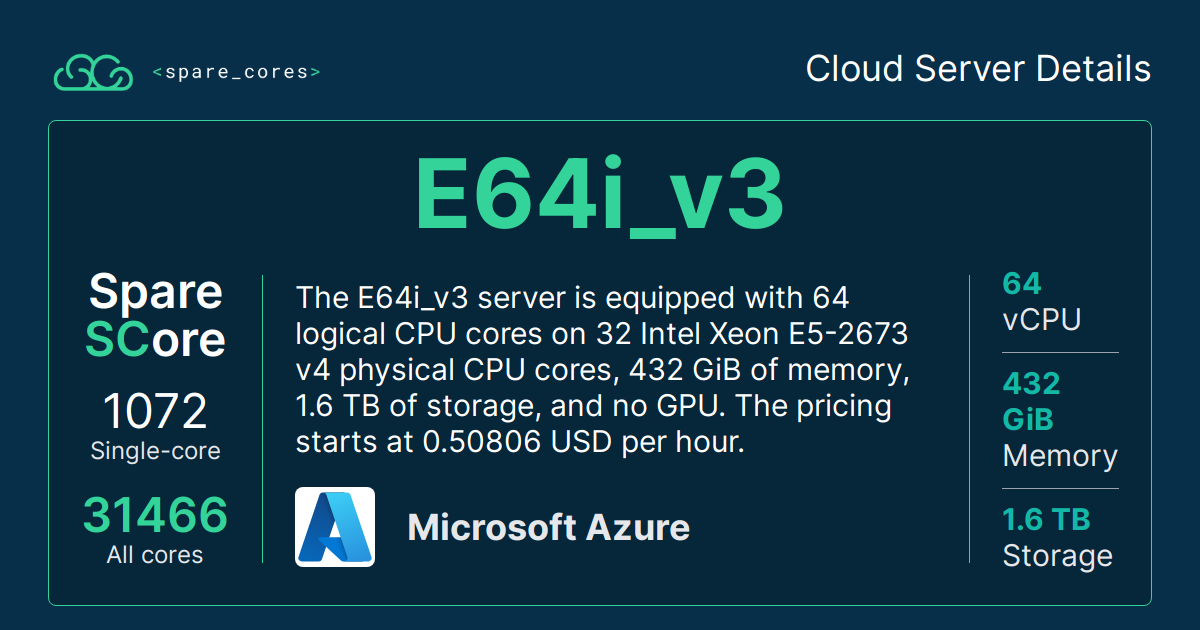 <spare_cores>
Cloud Server Details
E64i_v3
Spare
SCore
1072
Single-core
31466
All cores
The E64i_v3 server is equipped with 64
logical CPU cores on 32 Intel Xeon E5-2673
v4 physical CPU cores, 432 GiB of memory,
1.6 TB of storage, and no GPU. The pricing
starts at 0.50806 USD per hour.
Microsoft Azure
64
vCPU
432
GiB
Memory
1.6 TB
Storage